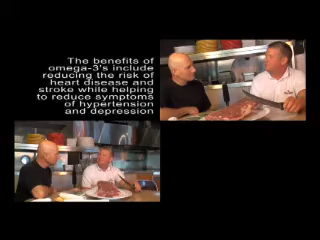 The benefits of
omega-3's include
reducing the risk of
heart disease and
stroke while helping
to reduce symptoms
of hypertension
and depression